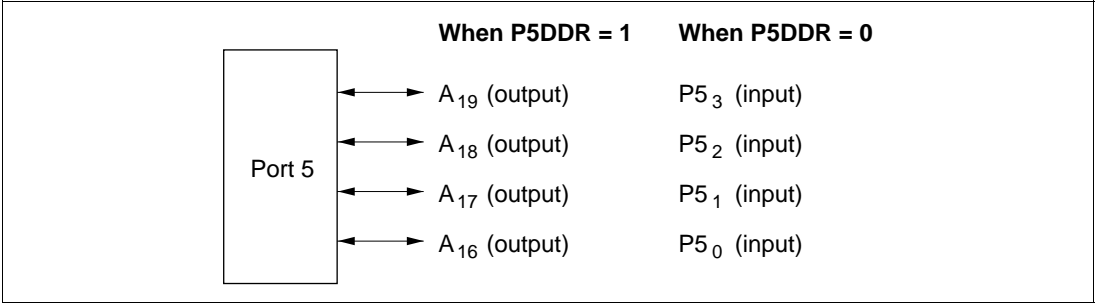 When P5DDR = 1 When P5DDR = 0
A19 (output) P53 (input)
A18 (output) P52 (input)
Port 5
A17 (output) P51 (input)
A16 (output) P50 (input)